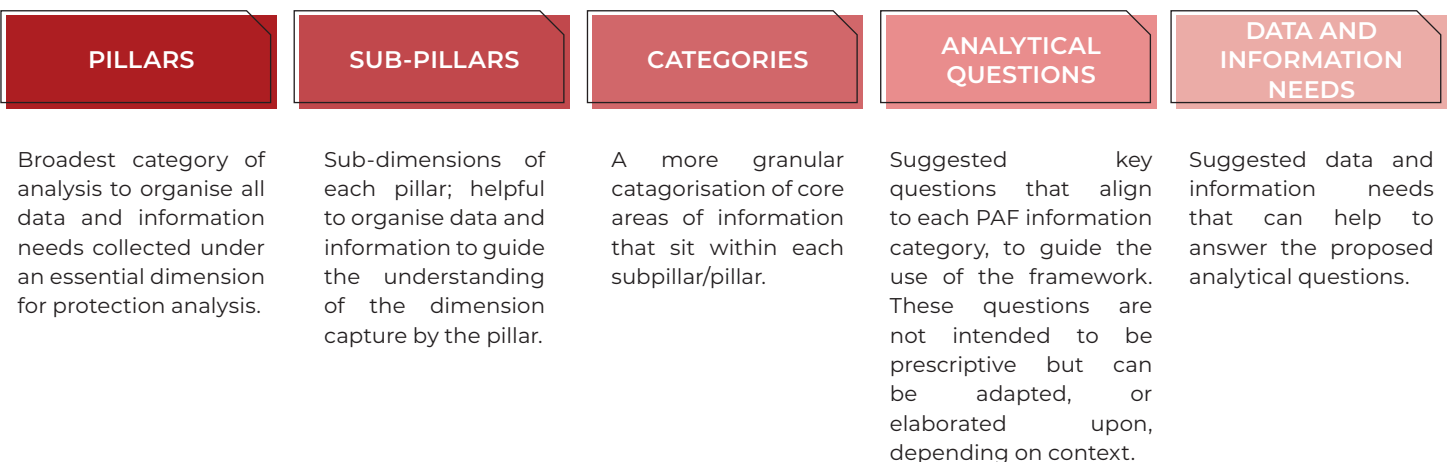 PILLARS
Broadest category of
analysis to organise all
data and information
needs collected under
an essential dimension
for protection analysis.
SUB-PILLARS
Sub-dimensions of
each pillar; helpful
to organise data and
information to guide
the understanding
of the dimension
capture by the pillar.
CATEGORIES
A more granular
catagorisation of core
areas of information
that sit within each
subpillar/pillar.
ANALYTICAL
QUESTIONS
Suggested key
questions that align
to each PAF information
category, to guide the
use of the framework.
These questions are
not intended to be
prescriptive but can
be adapted, or
elaborated upon,
depending on context.
DATA AND
INFORMATION
NEEDS
Suggested data and
information needs
that can help to
answer the proposed
analytical questions.